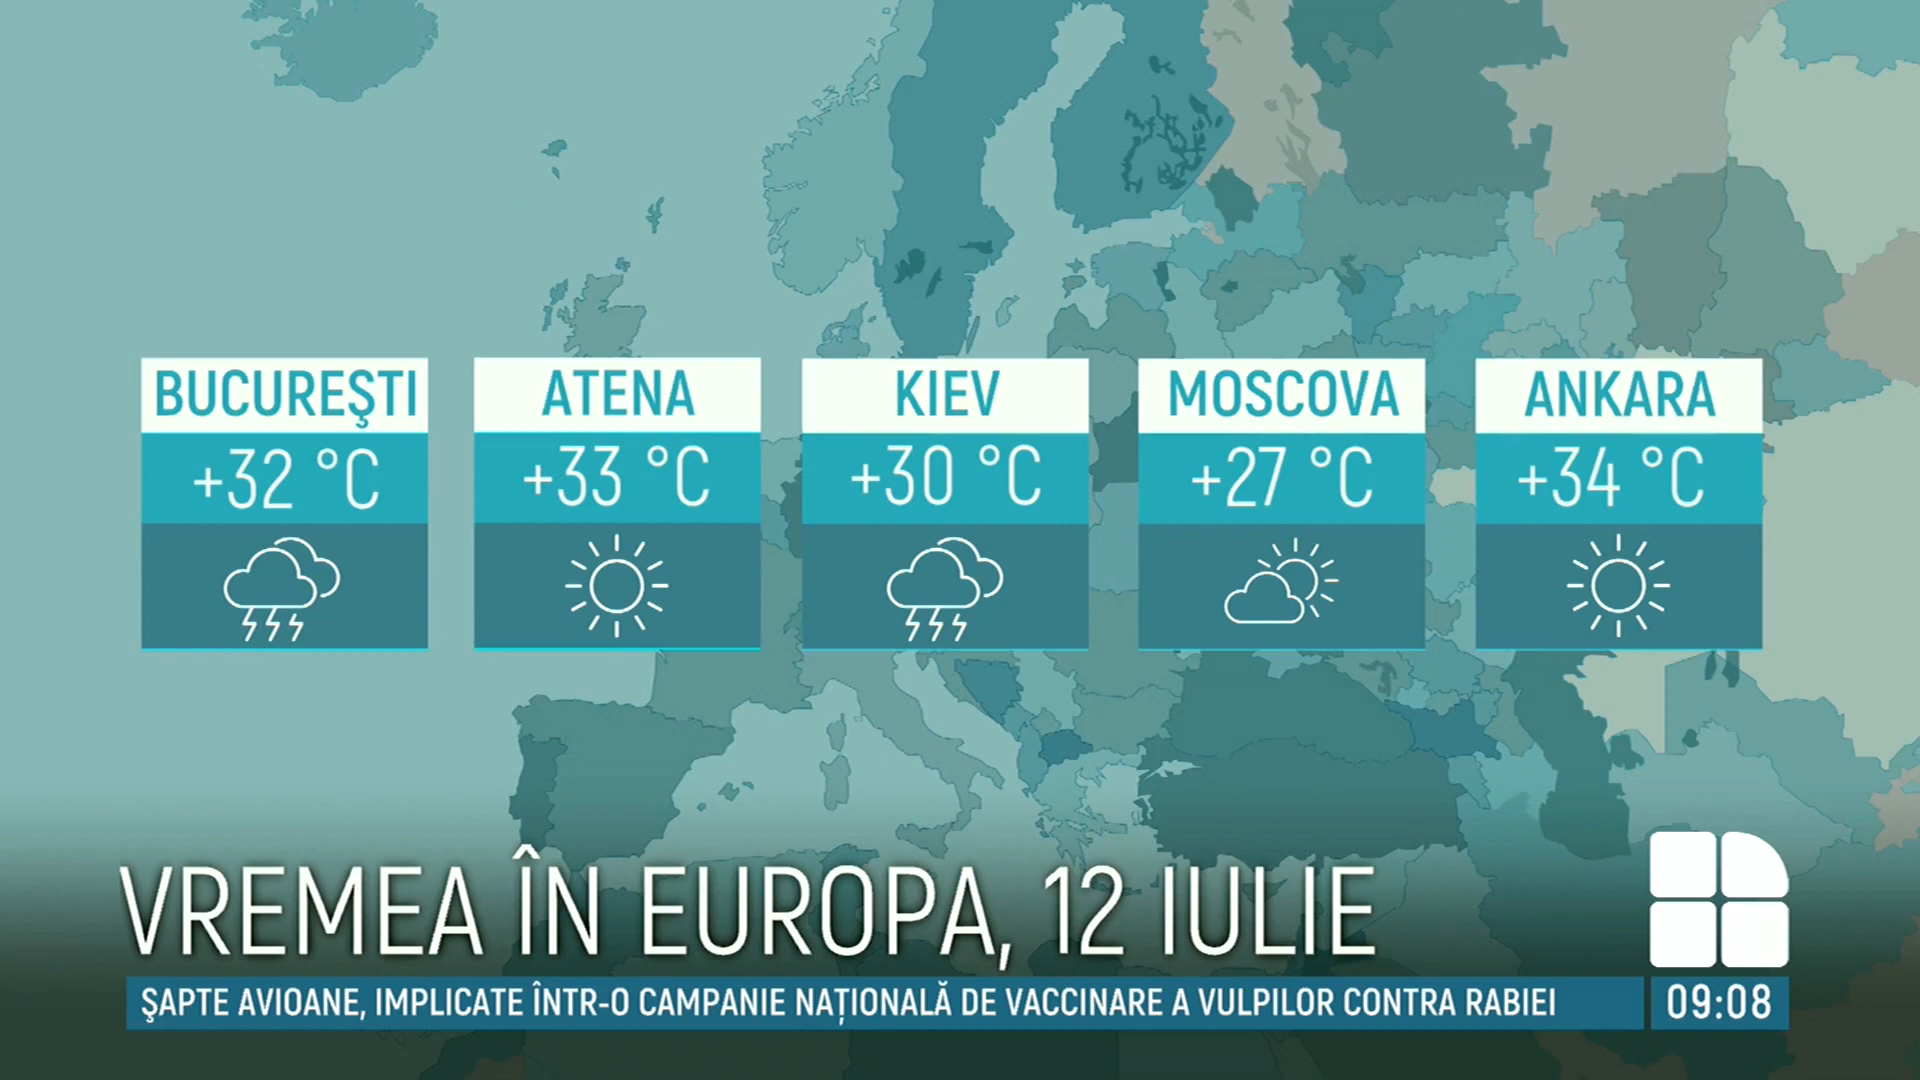 BUCUREŞTI
+32 °C
ATENA
+33 °C
KIEV
+30 °C
MOSCOVA
+27 °C
ANKARA
+34 °C
VREMEA ÎN EUROPA, 12 IULIE
ŞAPTE AVIOANE, IMPLICATE ÎNTR-O CAMPANIE NAȚIONALĂ DE VACCINARE A VULPILOR CONTRA RABIEI
09:08